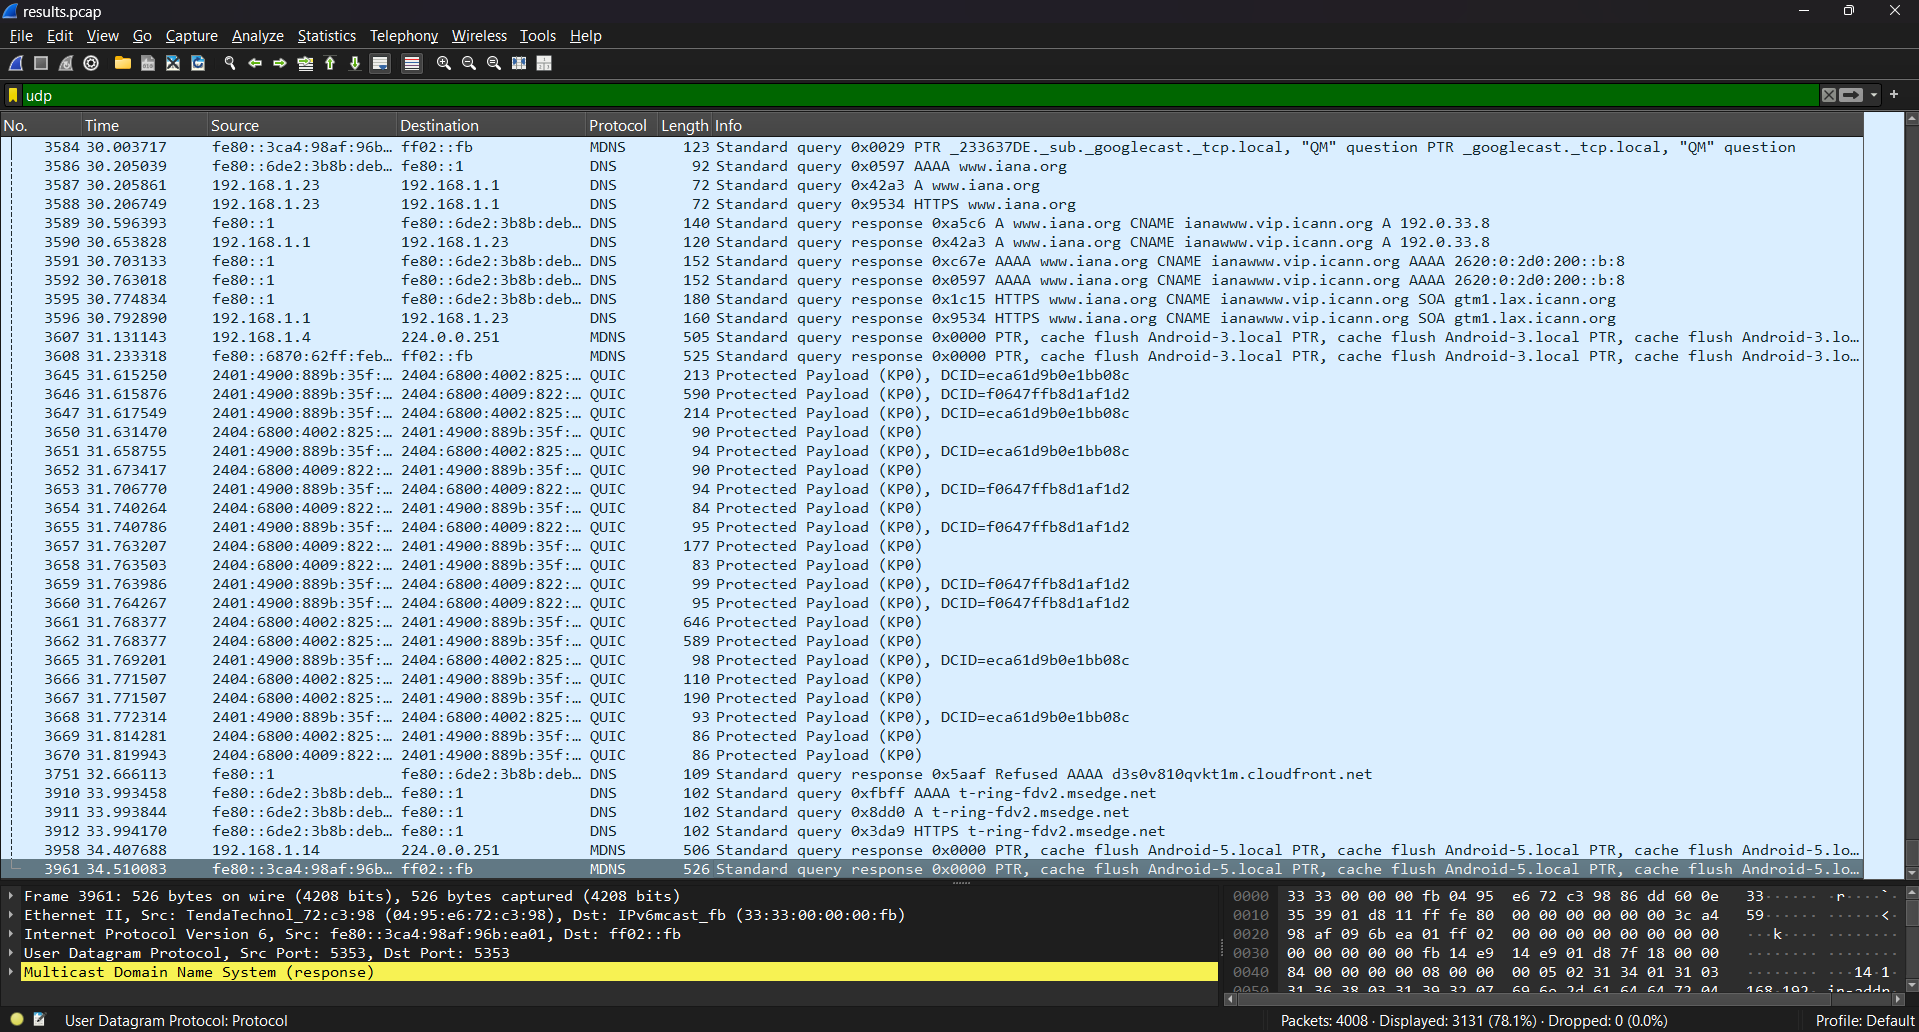 results.pcap
File Edit View Go Capture Analyze Statistics Telephony Wireless Tools Help
udp
No. Time Source Destination Protocol Length Info
3584 30.003717 fe80::3ca4:98af:96b… ff02::fb MDNS 123 Standard query 0x0029 PTR _233637DE._sub._googlecast._tcp.local, "QM" question PTR _googlecast._tcp.local, "QM" question
3586 30.205039 fe80::6de2:3b8b:deb… fe80::1 DNS 92 Standard query 0x0597 AAAA www.iana.org
3587 30.205861 192.168.1.23 192.168.1.1 DNS 72 Standard query 0x42a3 A www.iana.org
3588 30.206749 192.168.1.23 192.168.1.1 DNS 72 Standard query 0x9534 HTTPS www.iana.org
3589 30.596393 fe80::1 fe80::6de2:3b8b:deb… DNS 140 Standard query response 0xa5c6 A www.iana.org CNAME ianawww.vip.icann.org A 192.0.33.8
3590 30.653828 192.168.1.1 192.168.1.23 DNS 120 Standard query response 0x42a3 A www.iana.org CNAME ianawww.vip.icann.org A 192.0.33.8
3591 30.703133 fe80::1 fe80::6de2:3b8b:deb… DNS 152 Standard query response 0xc67e AAAA www.iana.org CNAME ianawww.vip.icann.org AAAA 2620:0:2d0:200::b:8
3592 30.763018 fe80::1 fe80::6de2:3b8b:deb… DNS 152 Standard query response 0x0597 AAAA www.iana.org CNAME ianawww.vip.icann.org AAAA 2620:0:2d0:200::b:8
3595 30.774834 fe80::1 fe80::6de2:3b8b:deb… DNS 180 Standard query response 0x1c15 HTTPS www.iana.org CNAME ianawww.vip.icann.org SOA gtm1.lax.icann.org
3596 30.792890 192.168.1.1 192.168.1.23 DNS 160 Standard query response 0x9534 HTTPS www.iana.org CNAME ianawww.vip.icann.org SOA gtm1.lax.icann.org
3607 31.131143 192.168.1.4 224.0.0.251 MDNS 505 Standard query response 0x0000 PTR, cache flush Android-3.local PTR, cache flush Android-3.local PTR, cache flush Android-3.lo…
3608 31.233318 fe80::6870:62ff:feb… ff02::fb MDNS 525 Standard query response 0x0000 PTR, cache flush Android-3.local PTR, cache flush Android-3.local PTR, cache flush Android-3.lo…
3645 31.615250 2401:4900:889b:35f:… 2404:6800:4002:825:… QUIC 213 Protected Payload (KP0), DCID=eca61d9b0e1bb08c
3646 31.615876 2401:4900:889b:35f:… 2404:6800:4009:822:… QUIC 590 Protected Payload (KP0), DCID=f0647ffb8d1af1d2
3647 31.617549 2401:4900:889b:35f:… 2404:6800:4002:825:… QUIC 214 Protected Payload (KP0), DCID=eca61d9b0e1bb08c
3650 31.631470 2404:6800:4002:825:… 2401:4900:889b:35f:… QUIC 90 Protected Payload (KP0)
3651 31.658755 2401:4900:889b:35f:… 2404:6800:4002:825:… QUIC 94 Protected Payload (KP0), DCID=eca61d9b0e1bb08c
3652 31.673417 2404:6800:4009:822:… 2401:4900:889b:35f:… QUIC 90 Protected Payload (KP0)
3653 31.706770 2401:4900:889b:35f:… 2404:6800:4009:822:… QUIC 94 Protected Payload (KP0), DCID=f0647ffb8d1af1d2
3654 31.740264 2404:6800:4009:822:… 2401:4900:889b:35f:… QUIC 84 Protected Payload (KP0)
3655 31.740786 2401:4900:889b:35f:… 2404:6800:4009:822:… QUIC 95 Protected Payload (KP0), DCID=f0647ffb8d1af1d2
3657 31.763207 2404:6800:4009:822:… 2401:4900:889b:35f:… QUIC 177 Protected Payload (KP0)
3658 31.763503 2404:6800:4009:822:… 2401:4900:889b:35f:… QUIC 83 Protected Payload (KP0)
3659 31.763986 2401:4900:889b:35f:… 2404:6800:4009:822:… QUIC 99 Protected Payload (KP0), DCID=f0647ffb8d1af1d2
3660 31.764267 2401:4900:889b:35f:… 2404:6800:4009:822:… QUIC 95 Protected Payload (KP0), DCID=f0647ffb8d1af1d2
3661 31.768377 2404:6800:4002:825:… 2401:4900:889b:35f:… QUIC 646 Protected Payload (KP0)
3662 31.768377 2404:6800:4002:825:… 2401:4900:889b:35f:… QUIC 589 Protected Payload (KP0)
3665 31.769201 2401:4900:889b:35f:… 2404:6800:4002:825:… QUIC 98 Protected Payload (KP0), DCID=eca61d9b0e1bb08c
3666 31.771507 2404:6800:4002:825:… 2401:4900:889b:35f:… QUIC 110 Protected Payload (KP0)
3667 31.771507 2404:6800:4002:825:… 2401:4900:889b:35f:… QUIC 190 Protected Payload (KP0)
3668 31.772314 2401:4900:889b:35f:… 2404:6800:4002:825:… QUIC 93 Protected Payload (KP0), DCID=eca61d9b0e1bb08c
3669 31.814281 2404:6800:4002:825:… 2401:4900:889b:35f:… QUIC 86 Protected Payload (KP0)
3670 31.819943 2404:6800:4009:822:… 2401:4900:889b:35f:… QUIC 86 Protected Payload (KP0)
3751 32.666113 fe80::1 fe80::6de2:3b8b:deb… DNS 109 Standard query response 0x5aaf Refused AAAA d3s0v810qvkt1m.cloudfront.net
3910 33.993458 fe80::6de2:3b8b:deb… fe80::1 DNS 102 Standard query 0xfbff AAAA t-ring-fdv2.msedge.net
3911 33.993844 fe80::6de2:3b8b:deb… fe80::1 DNS 102 Standard query 0x8dd0 A t-ring-fdv2.msedge.net
3912 33.994170 fe80::6de2:3b8b:deb… fe80::1 DNS 102 Standard query 0x3da9 HTTPS t-ring-fdv2.msedge.net
3958 34.407688 192.168.1.14 224.0.0.251 MDNS 506 Standard query response 0x0000 PTR, cache flush Android-5.local PTR, cache flush Android-5.local PTR, cache flush Android-5.lo…
3961 34.510083 fe80::3ca4:98af:96b… ff02::fb MDNS 526 Standard query response 0x0000 PTR, cache flush Android-5.local PTR, cache flush Android-5.local PTR, cache flush Android-5.lo…
Frame 3961: 526 bytes on wire (4208 bits), 526 bytes captured (4208 bits)
Ethernet II, Src: TendaTechnol_72:c3:98 (04:95:e6:72:c3:98), Dst: IPv6mcast_fb (33:33:00:00:00:fb)
Internet Protocol Version 6, Src: fe80::3ca4:98af:96b:ea01, Dst: ff02::fb
User Datagram Protocol, Src Port: 5353, Dst Port: 5353
Multicast Domain Name System (response)
0000 33 33 00 00 00 fb 04 95 e6 72 c3 98 86 dd 60 0e 33······ ·r····`·
0010 35 39 01 d8 11 ff fe 80 00 00 00 00 00 00 3c a4 59······ ······<·
0020 98 af 09 6b ea 01 ff 02 00 00 00 00 00 00 00 00 ···k···· ········
0030 00 00 00 00 00 fb 14 e9 14 e9 01 d8 7f 18 00 00 ········ ········
0040 84 00 00 00 00 08 00 00 00 05 02 31 34 01 31 03 ········ ···14·1·
0050 31 36 38 03 31 39 32 07 69 6e 2d 61 64 64 72 04 168·192· in-addr·
User Datagram Protocol: Protocol
Packets: 4008 · Displayed: 3131 (78.1%) · Dropped: 0 (0.0%)
Profile: Default